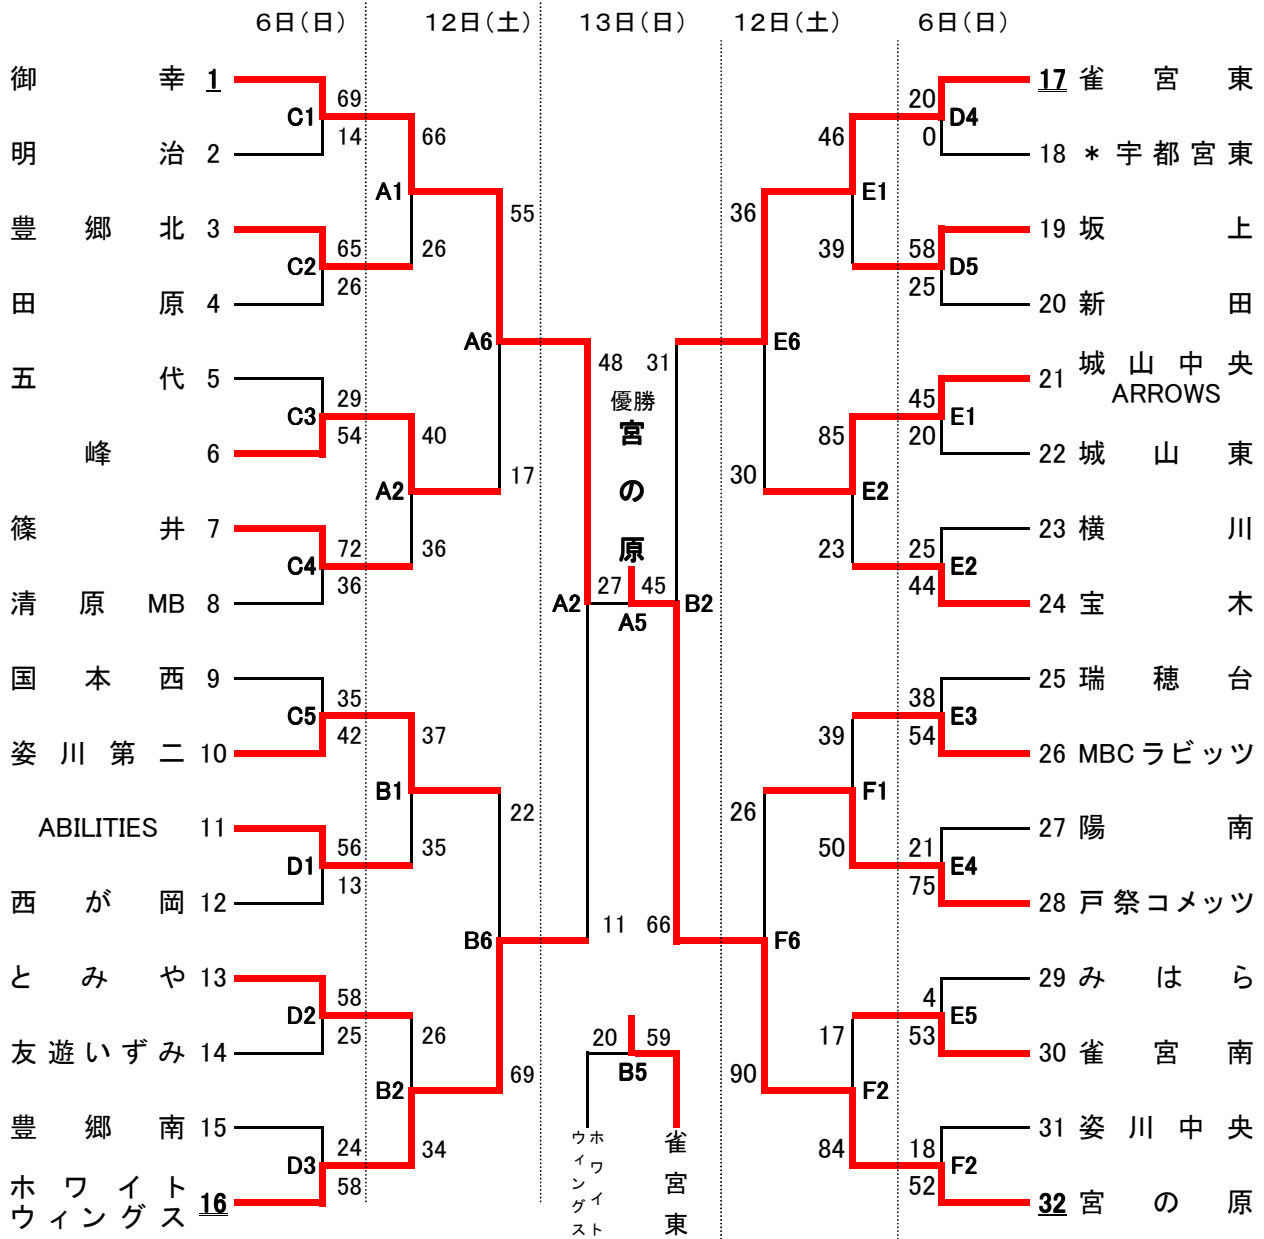 6日(日) 12日(土) 13日(日) 12日(土) 6日(日)
御幸 1
明治 2
豊郷北 3
田原 4
五代 5
峰 6
篠井 7
清原MB 8
国本西 9
姿川第二 10
ABILITIES 11
西が岡 12
とみや 13
友遊いずみ 14
豊郷南 15
ホワイトウィングス 16
C1 69 14
C2 65 26
C3 29 54
C4 72 36
C5 35 42
D1 56 13
D2 58 25
D3 24 58
A1 66 26
A2 40 36
B1 37 35
B2 26 34
A6 55 17
B6 22 69
A2 48 11
優勝
宮の原
27 45
A5
31 66 B2
20 59
B5
ホワイトウィングス
雀宮東
E6 36 30
F6 26 90
E1 46 39
E2 85 23
F1 39 50
F2 17 84
20 0 D4
58 25 D5
45 20 E1
25 44 E2
38 54 E3
21 75 E4
4 53 E5
18 52 F2
17 雀宮東
18 *宇都宮東
19 坂上
20 新田
21 城山中央
ARROWS
22 城山東
23 横川
24 宝木
25 瑞穂台
26 MBCラビッツ
27 陽南
28 戸祭コメッツ
29 みはら
30 雀宮南
31 姿川中央
32 宮の原